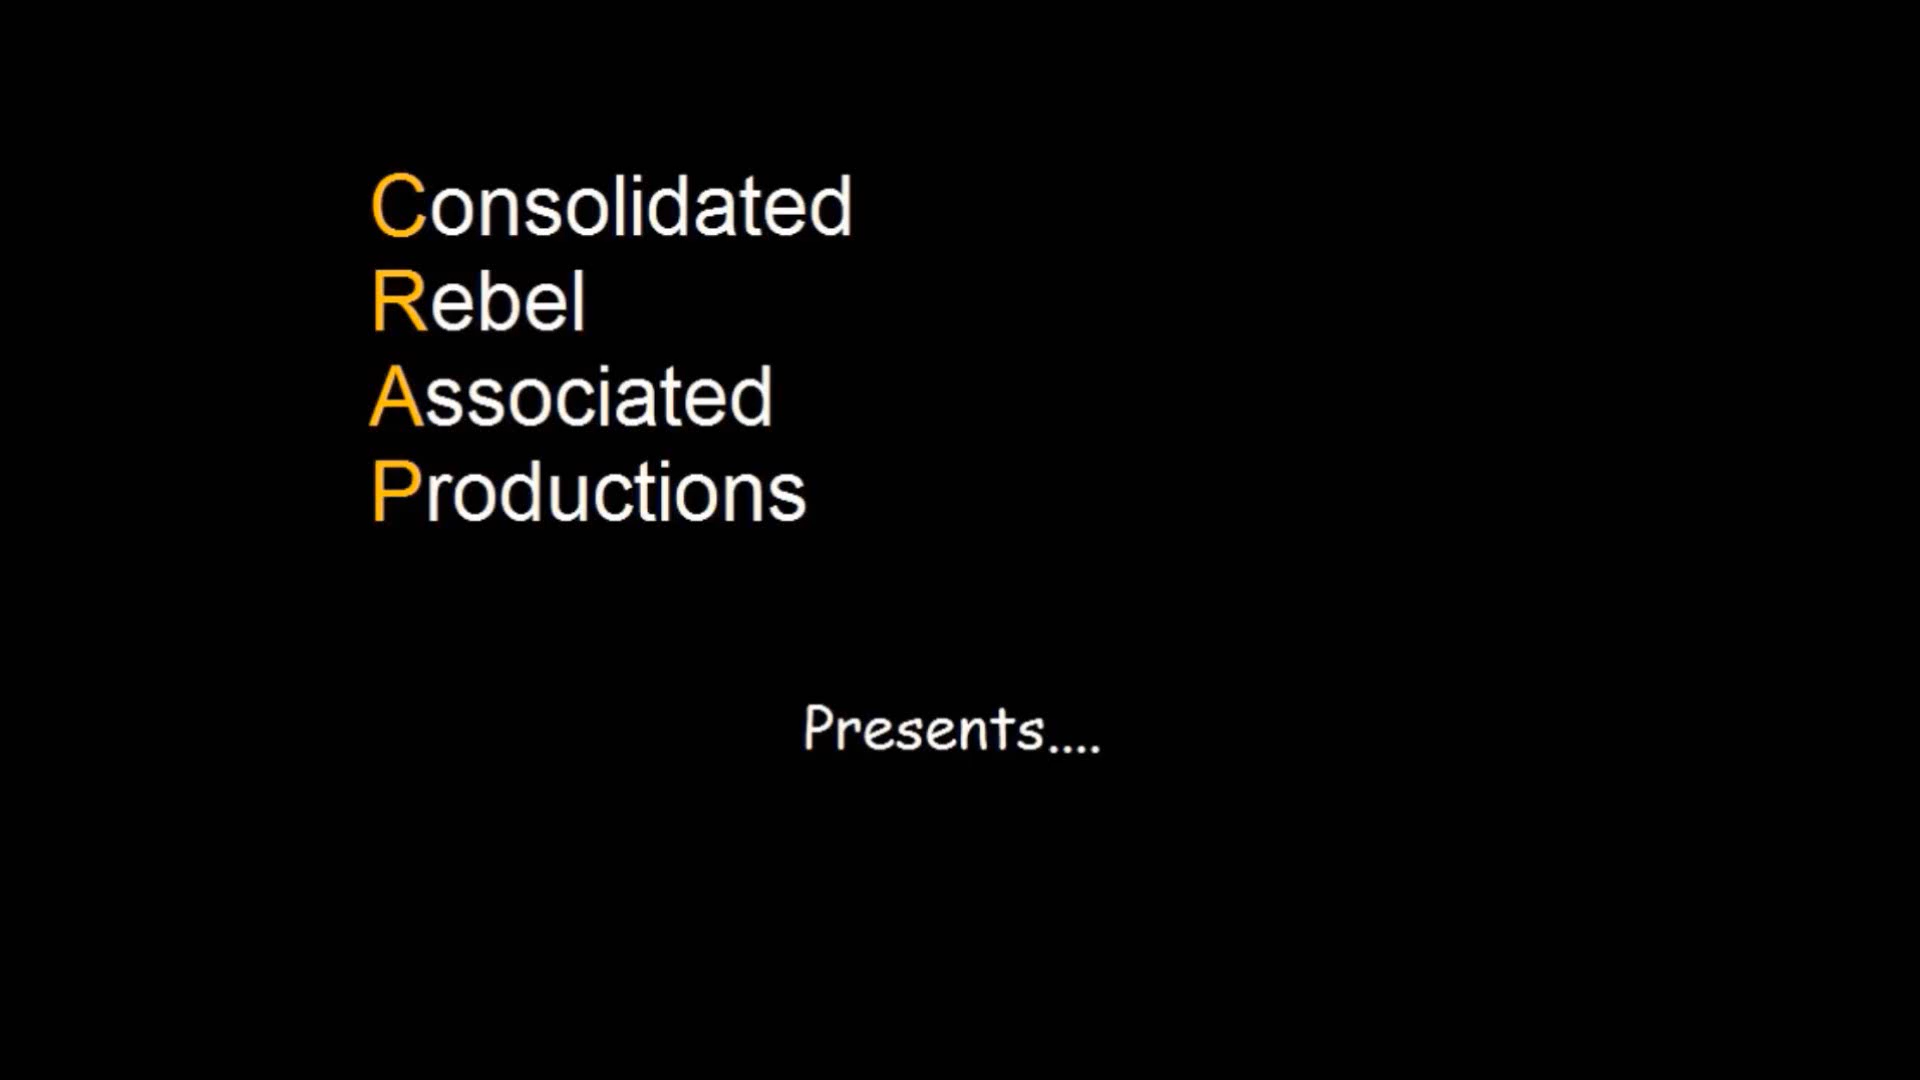 Consolidated
Rebel
Associated
Productions
Presents....